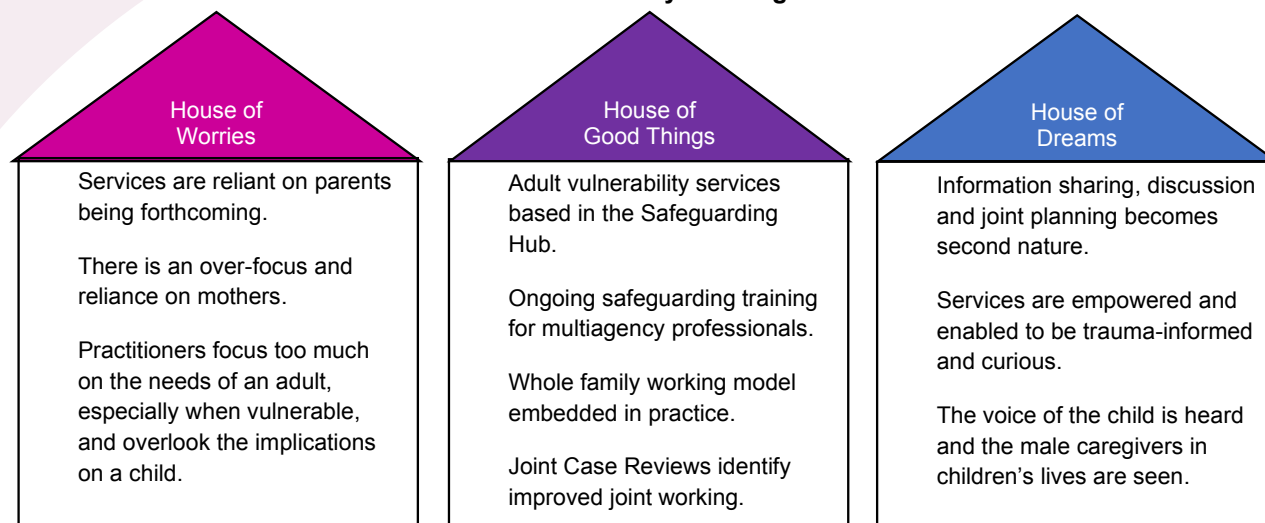 House of
Worries
Services are reliant on parents
being forthcoming.
There is an over-focus and
reliance on mothers.
Practitioners focus too much
on the needs of an adult,
especially when vulnerable,
and overlook the implications
on a child.
House of
Good Things
Adult vulnerability services
based in the Safeguarding
Hub.
Ongoing safeguarding training
for multiagency professionals.
Whole family working model
embedded in practice.
Joint Case Reviews identify
improved joint working.
House of
Dreams
Information sharing, discussion
and joint planning becomes
second nature.
Services are empowered and
enabled to be trauma-informed
and curious.
The voice of the child is heard
and the male caregivers in
children’s lives are seen.